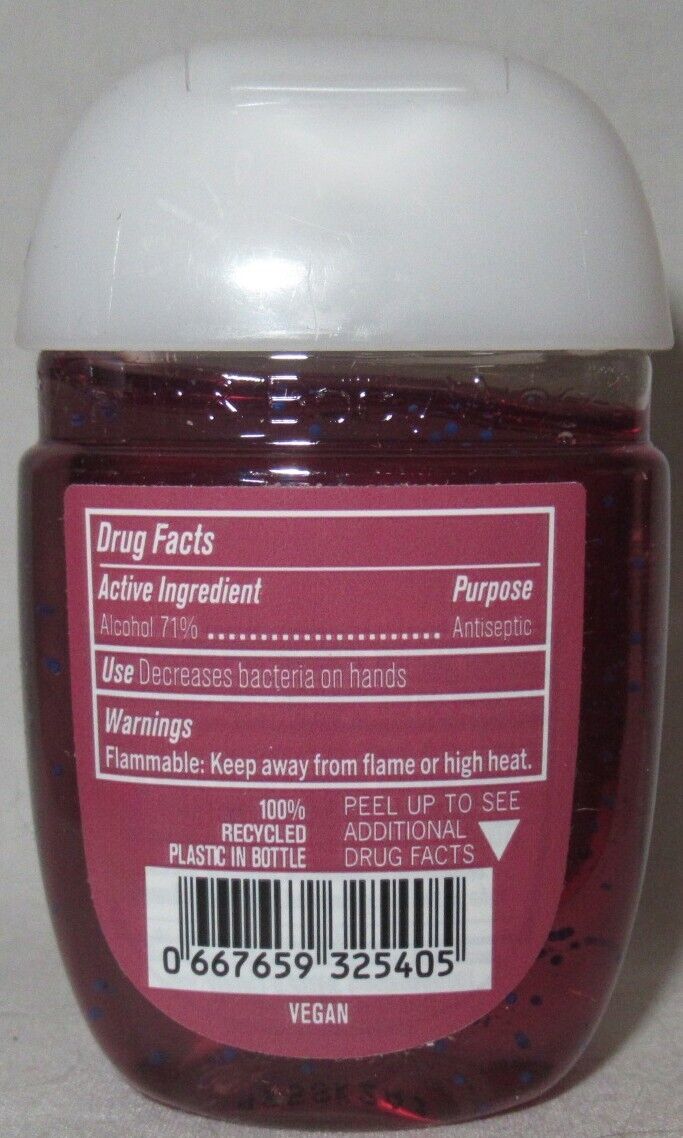 Drug Facts
Active Ingredient Purpose
Alcohol 71% ........................ Antiseptic
Use Decreases bacteria on hands
Warnings
Flammable: Keep away from flame or high heat.
100%
RECYCLED
PLASTIC IN BOTTLE
PEEL UP TO SEE
ADDITIONAL
DRUG FACTS
0 667659 325405
VEGAN